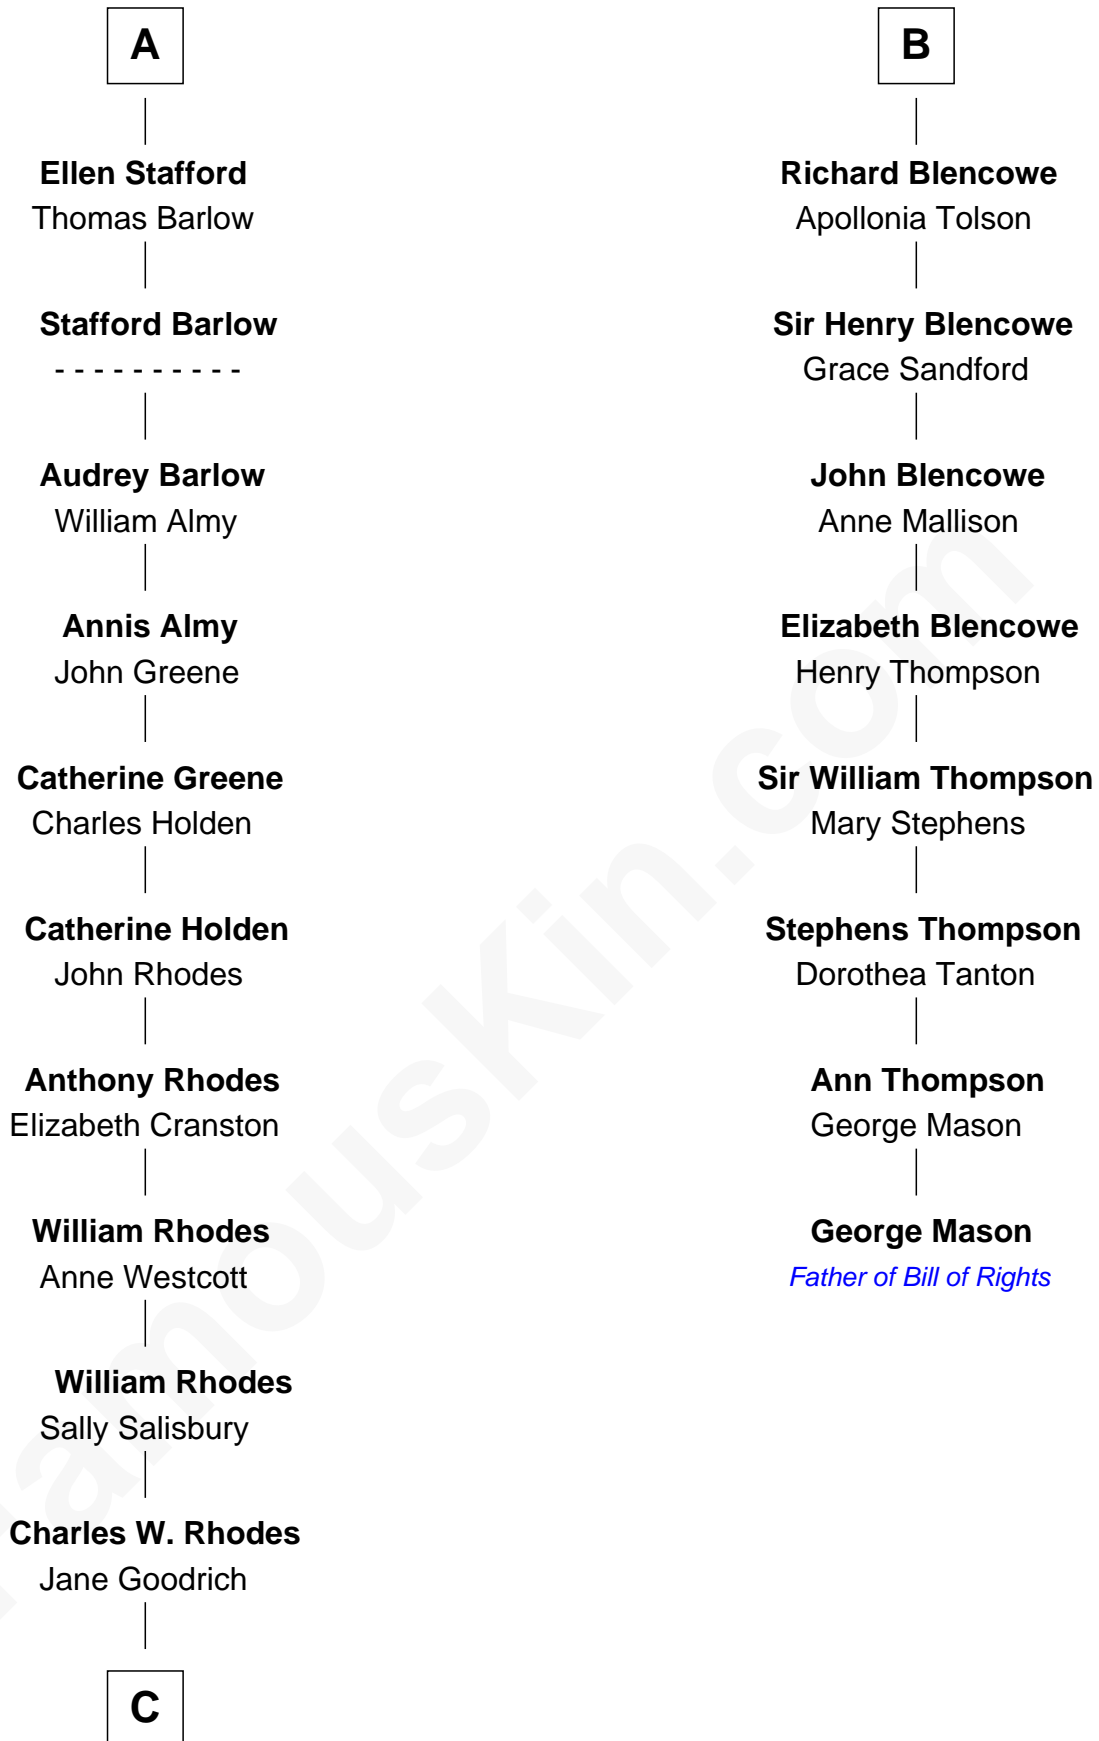 A
Ellen Stafford
Thomas Barlow
Stafford Barlow
- - - - - - - - - -
Audrey Barlow
William Almy
Annis Almy
John Greene
Catherine Greene
Charles Holden
Catherine Holden
John Rhodes
Anthony Rhodes
Elizabeth Cranston
William Rhodes
Anne Westcott
William Rhodes
Sally Salisbury
Charles W. Rhodes
Jane Goodrich
C
B
Richard Blencowe
Apollonia Tolson
Sir Henry Blencowe
Grace Sandford
John Blencowe
Anne Mallison
Elizabeth Blencowe
Henry Thompson
Sir William Thompson
Mary Stephens
Stephens Thompson
Dorothea Tanton
Ann Thompson
George Mason
George Mason
Father of Bill of Rights
FamousKin.com